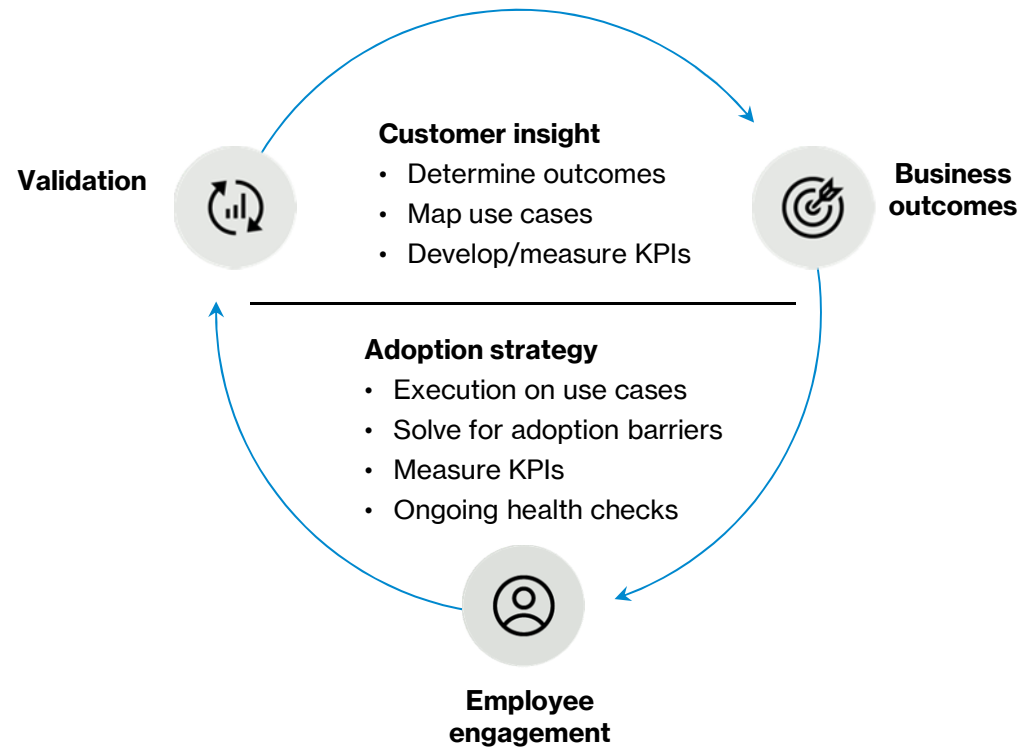 Customer insight
• Determine outcomes
• Map use cases
• Develop/measure KPIs
Validation
Business
outcomes
Adoption strategy
• Execution on use cases
• Solve for adoption barriers
• Measure KPIs
• Ongoing health checks
Employee
engagement